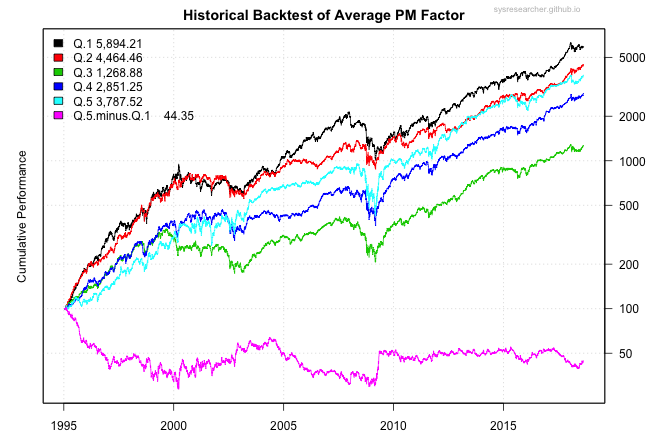 Historical Backtest of Average PM Factor
sysresearcher.github.io
Q.1 5,894.21
Q.2 4,464.46
Q.3 1,268.88
Q.4 2,851.25
Q.5 3,787.52
Q.5.minus.Q.1 44.35
Cumulative Performance
5000
2000
1000
500
200
100
50
1995 2000 2005 2010 2015